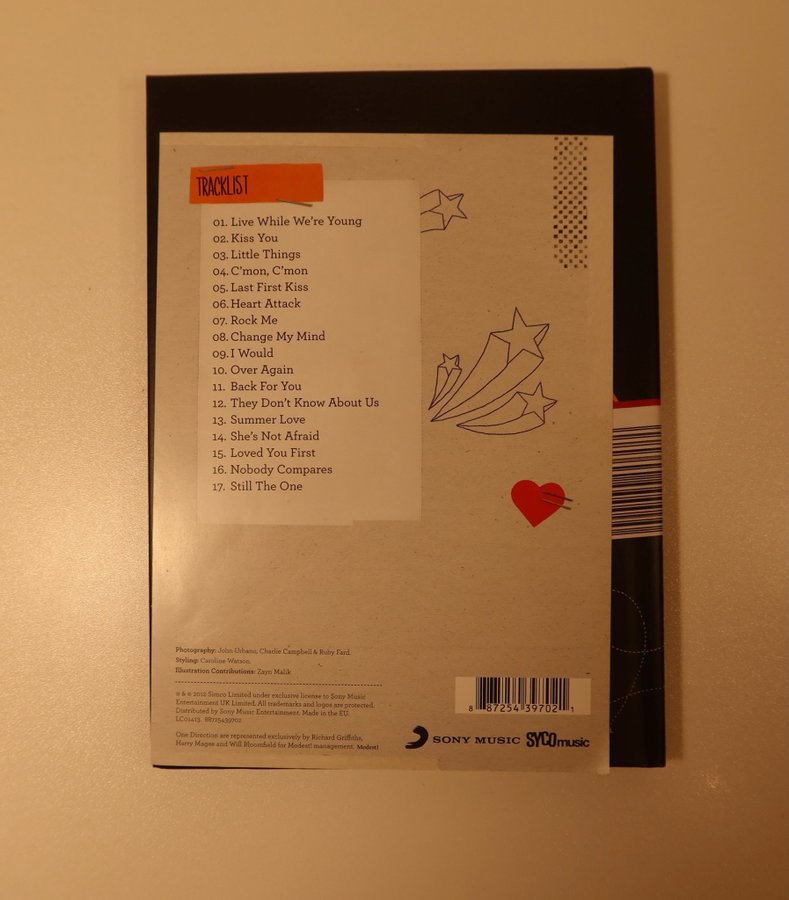 TRACKLIST
01. Live While We're Young
02. Kiss You
03. Little Things
04. C'mon, C'mon
05. Last First Kiss
06. Heart Attack
07. Rock Me
08. Change My Mind
09. I Would
10. Over Again
11. Back For You
12. They Don't Know About Us
13. Summer Love
14. She's Not Afraid
15. Loved You First
16. Nobody Compares
17. Still The One
Photography: John Urbano, Charlie Campbell & Ruby Fard.
Styling: Caroline Watson.
Illustration Contributions: Zayn Malik
℗ & © 2012 Simco Limited under exclusive license to Sony Music
Entertainment UK Limited. All trademarks and logos are protected.
Distributed by Sony Music Entertainment. Made in the EU.
LC01413. 88725439702
One Direction are represented exclusively by Richard Griffiths,
Harry Magee and Will Bloomfield for Modest! management. Modest!
8 87254 39702 1
SONY MUSIC SYCOmusic